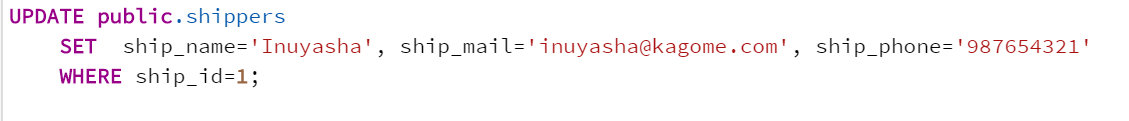 UPDATE public.shippers
SET ship_name='Inuyasha', ship_mail='inuyasha@kagome.com', ship_phone='987654321'
WHERE ship_id=1;